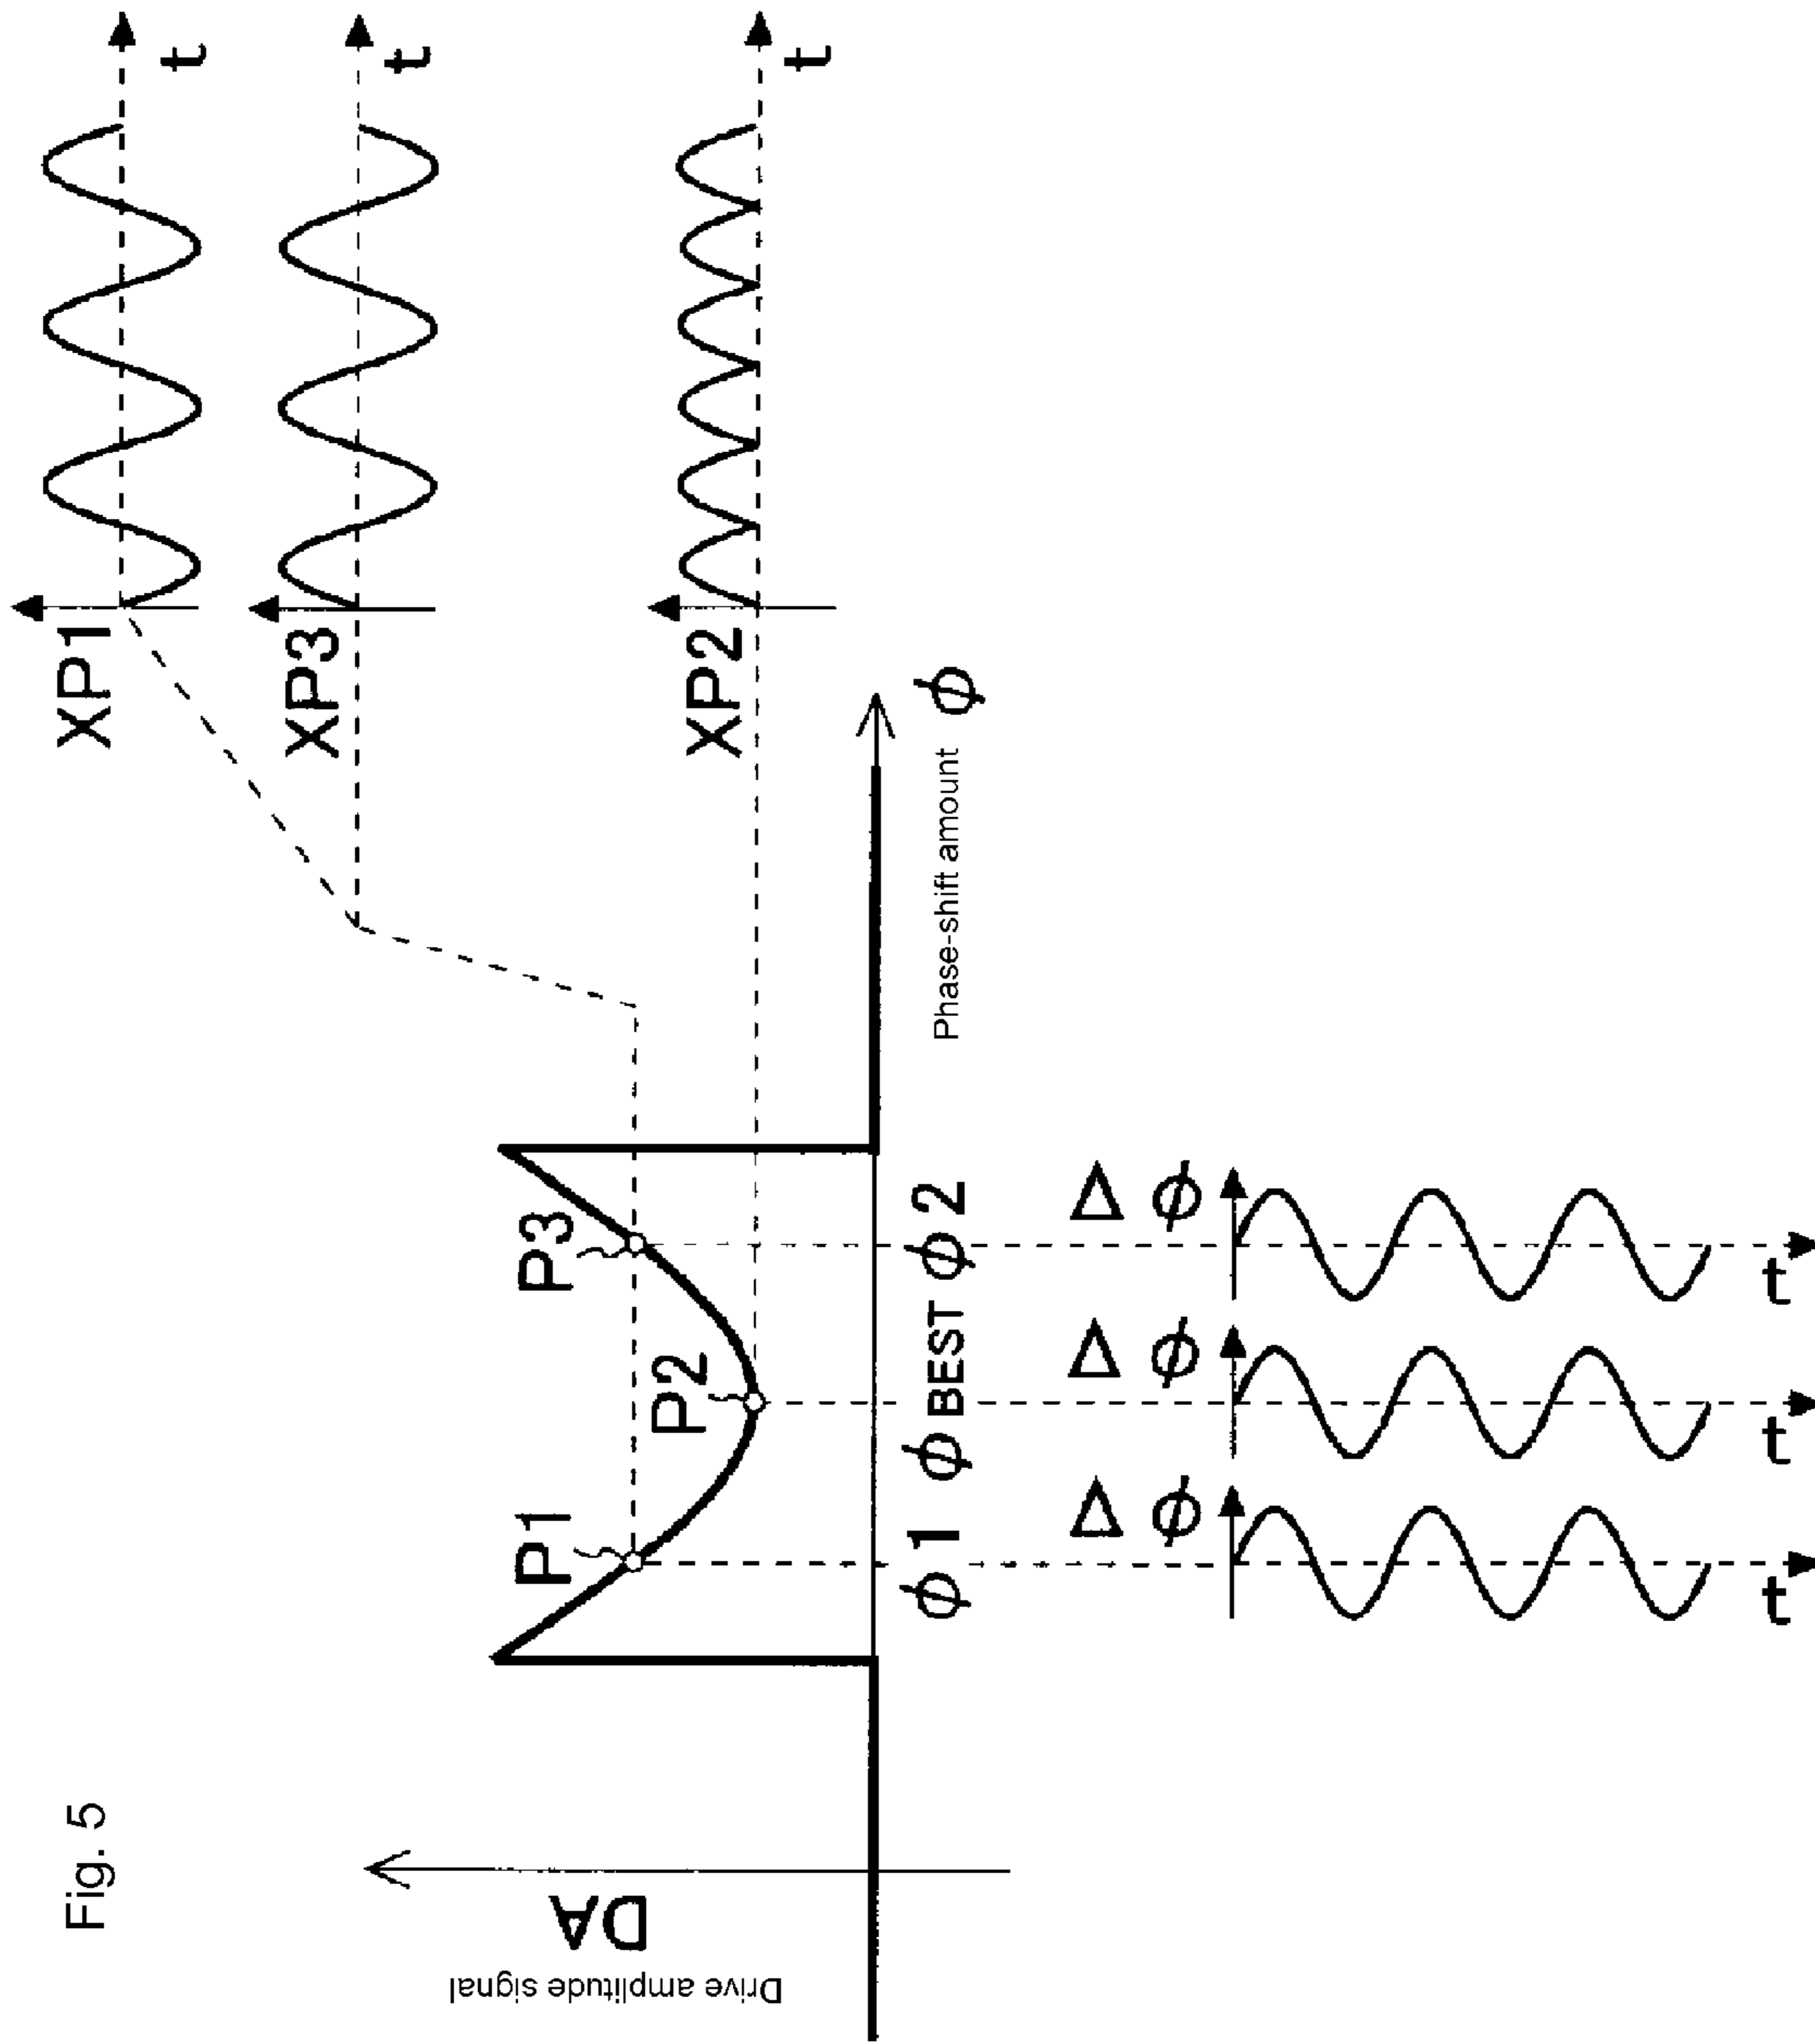 Fig. 5
Drive amplitude signal
DA
P1
P2
P3
XP1
t
XP3
t
XP2
t
Phase-shift amount ϕ
ϕ1 ϕBEST ϕ2
Δϕ
t
Δϕ
t
Δϕ
t